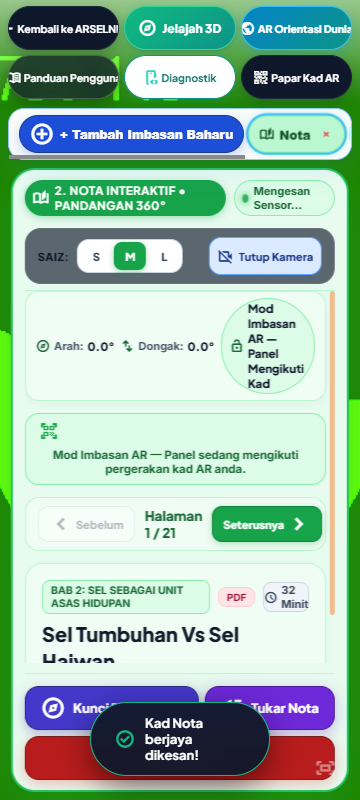 Kembali ke ARSELNI
Jelajah 3D
AR Orientasi Dunia
Panduan Pengguna
Diagnostik
Papar Kad AR
+ Tambah Imbasan Baharu
Nota ×
2. NOTA INTERAKTIF •
PANDANGAN 360°
Mengesan
Sensor...
SAIZ: S M L
Tutup Kamera
Arah: 0.0° Dongak: 0.0°
Mod
Imbasan
AR —
Panel
Mengikuti
Kad
Mod Imbasan AR — Panel sedang mengikuti
pergerakan kad AR anda.
Sebelum
Halaman
1 / 21
Seterusnya
BAB 2: SEL SEBAGAI UNIT
ASAS HIDUPAN
PDF
32
Minit
Sel Tumbuhan Vs Sel
Haiwan
Tukar Nota
Kad Nota
berjaya
dikesan!